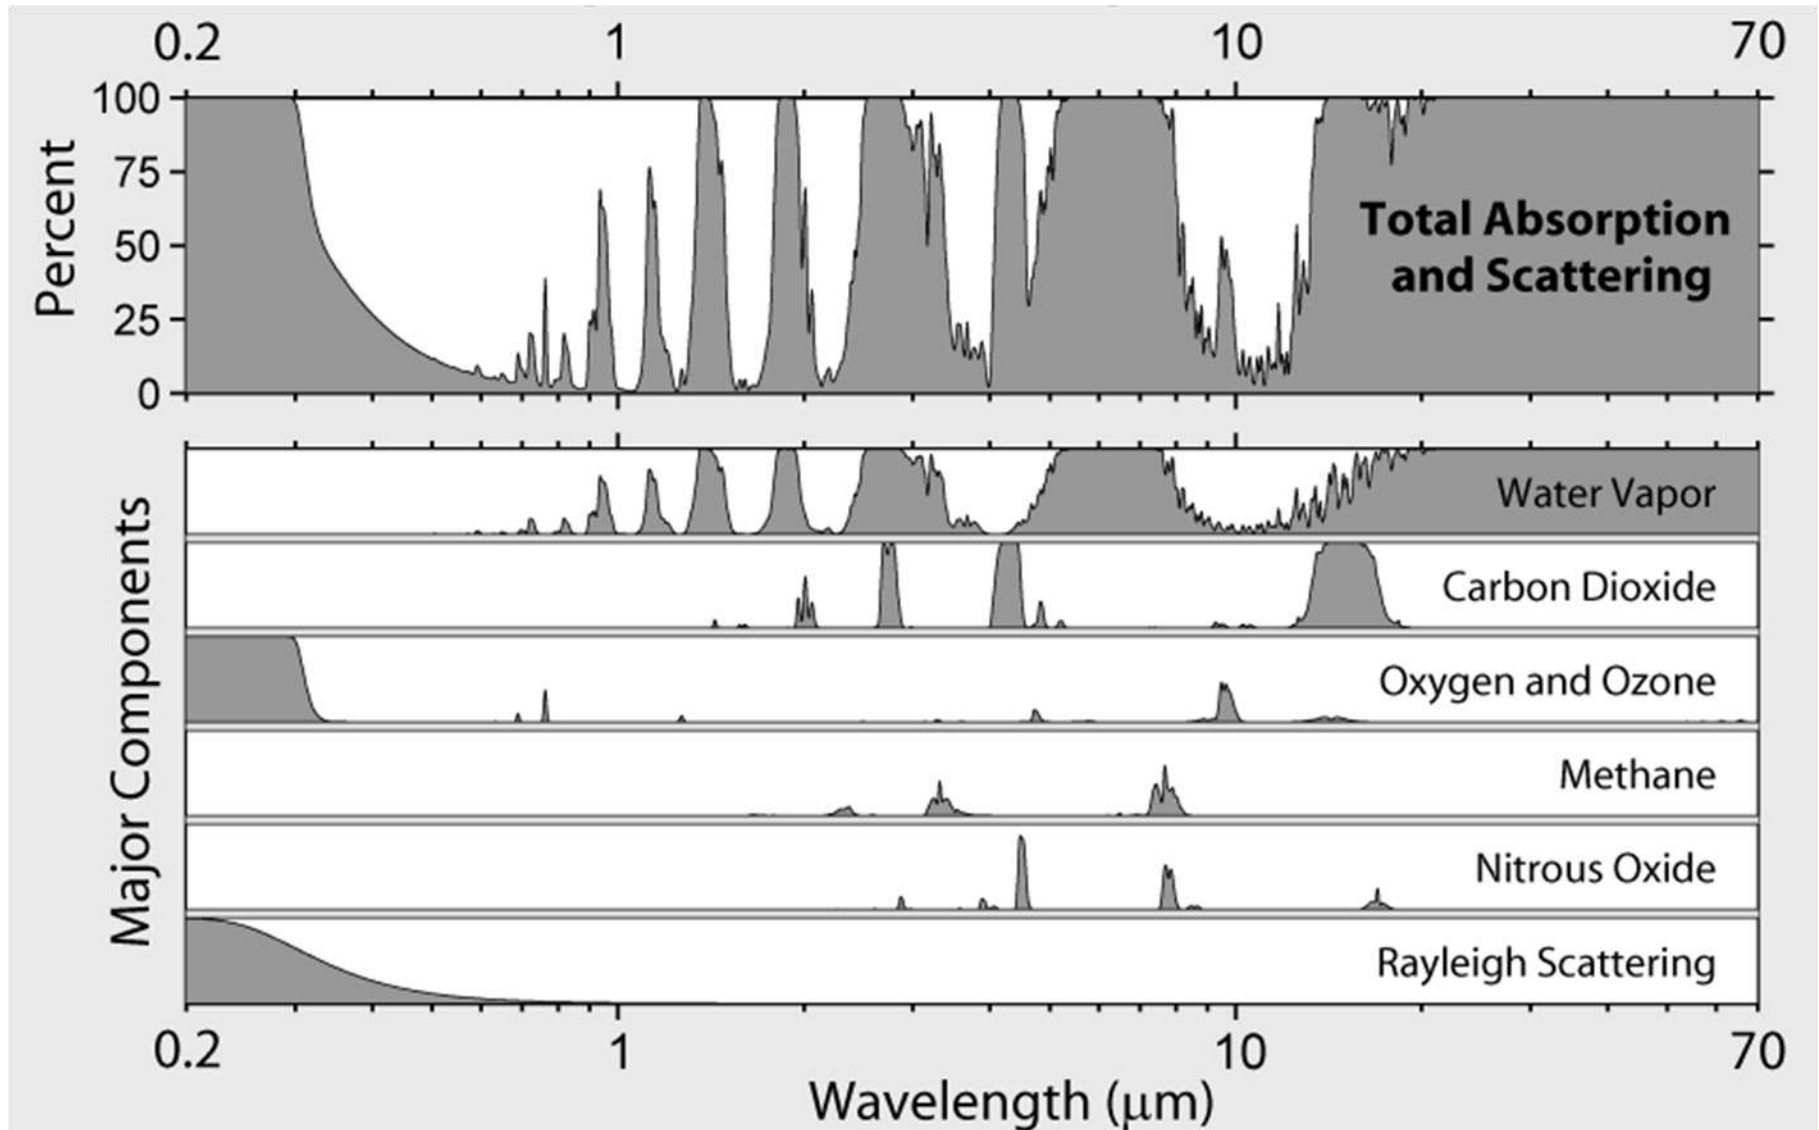 0.2 1 10 70
100
75
50
25
0
Percent
Total Absorption
and Scattering
Major Components
Water Vapor
Carbon Dioxide
Oxygen and Ozone
Methane
Nitrous Oxide
Rayleigh Scattering
0.2 1 10 70
Wavelength (μm)